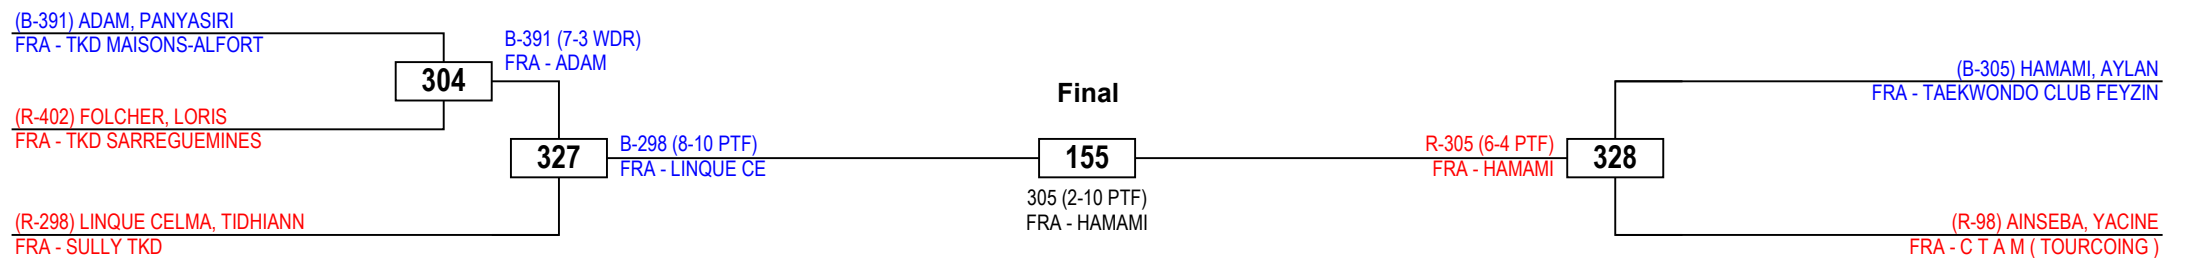 (B-391) ADAM, PANYASIRI
FRA - TKD MAISONS-ALFORT
(R-402) FOLCHER, LORIS
FRA - TKD SARREGUEMINES
(R-298) LINQUE CELMA, TIDHIANN
FRA - SULLY TKD
304
B-391 (7-3 WDR)
FRA - ADAM
327
B-298 (8-10 PTF)
FRA - LINQUE CE
Final
155
305 (2-10 PTF)
FRA - HAMAMI
R-305 (6-4 PTF)
FRA - HAMAMI
328
(B-305) HAMAMI, AYLAN
FRA - TAEKWONDO CLUB FEYZIN
(R-98) AINSEBA, YACINE
FRA - C T A M ( TOURCOING )